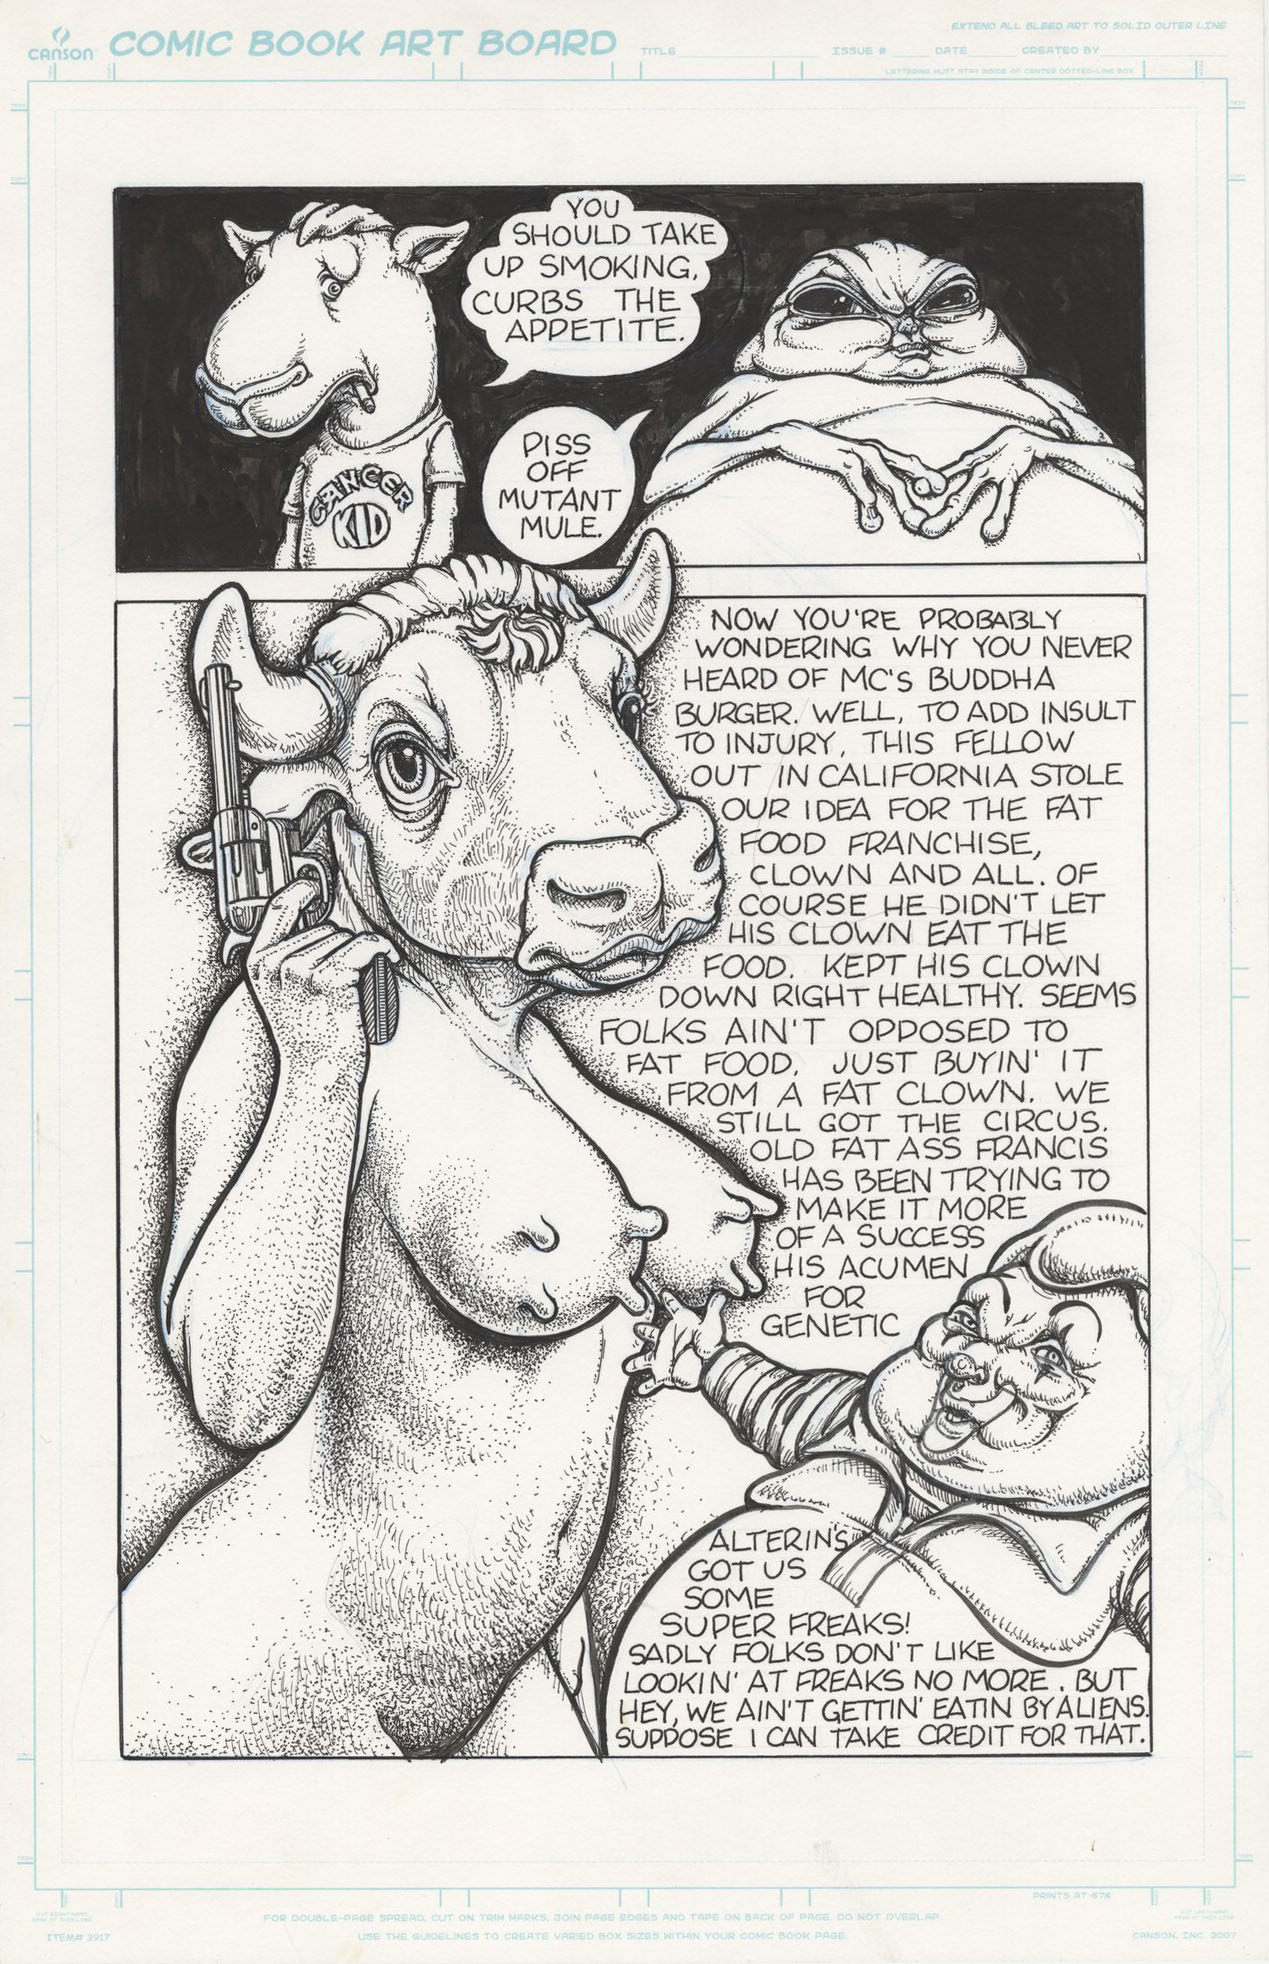 EXTEND ALL BLEED ART TO SOLID OUTER LINE
CANSON COMIC BOOK ART BOARD
TITLE ISSUE # DATE CREATED BY
LETTERING MUST STAY INSIDE OF CENTER DOTTED-LINE BOX
YOU
SHOULD TAKE
UP SMOKING,
CURBS THE
APPETITE.
PISS
OFF
MUTANT
MULE.
CANCER
KID
NOW YOU'RE PROBABLY
WONDERING WHY YOU NEVER
HEARD OF MC'S BUDDHA
BURGER. WELL, TO ADD INSULT
TO INJURY, THIS FELLOW
OUT IN CALIFORNIA STOLE
OUR IDEA FOR THE FAT
FOOD FRANCHISE,
CLOWN AND ALL. OF
COURSE HE DIDN'T LET
HIS CLOWN EAT THE
FOOD. KEPT HIS CLOWN
DOWN RIGHT HEALTHY. SEEMS
FOLKS AIN'T OPPOSED TO
FAT FOOD. JUST BUYIN' IT
FROM A FAT CLOWN. WE
STILL GOT THE CIRCUS.
OLD FAT ASS FRANCIS
HAS BEEN TRYING TO
MAKE IT MORE
OF A SUCCESS
HIS ACUMEN
FOR
GENETIC
ALTERIN'S
GOT US
SOME
SUPER FREAKS!
SADLY FOLKS DON'T LIKE
LOOKIN' AT FREAKS NO MORE. BUT
HEY, WE AIN'T GETTIN' EATIN BY ALIENS.
SUPPOSE I CAN TAKE CREDIT FOR THAT.
PRINTS AT 67%
FOR DOUBLE-PAGE SPREAD, CUT ON TRIM MARKS, JOIN PAGE EDGES AND TAPE ON BACK OF PAGE. DO NOT OVERLAP.
ITEM# 3917
USE THE GUIDELINES TO CREATE VARIED BOX SIZES WITHIN YOUR COMIC BOOK PAGE.
CANSON, INC. 2007